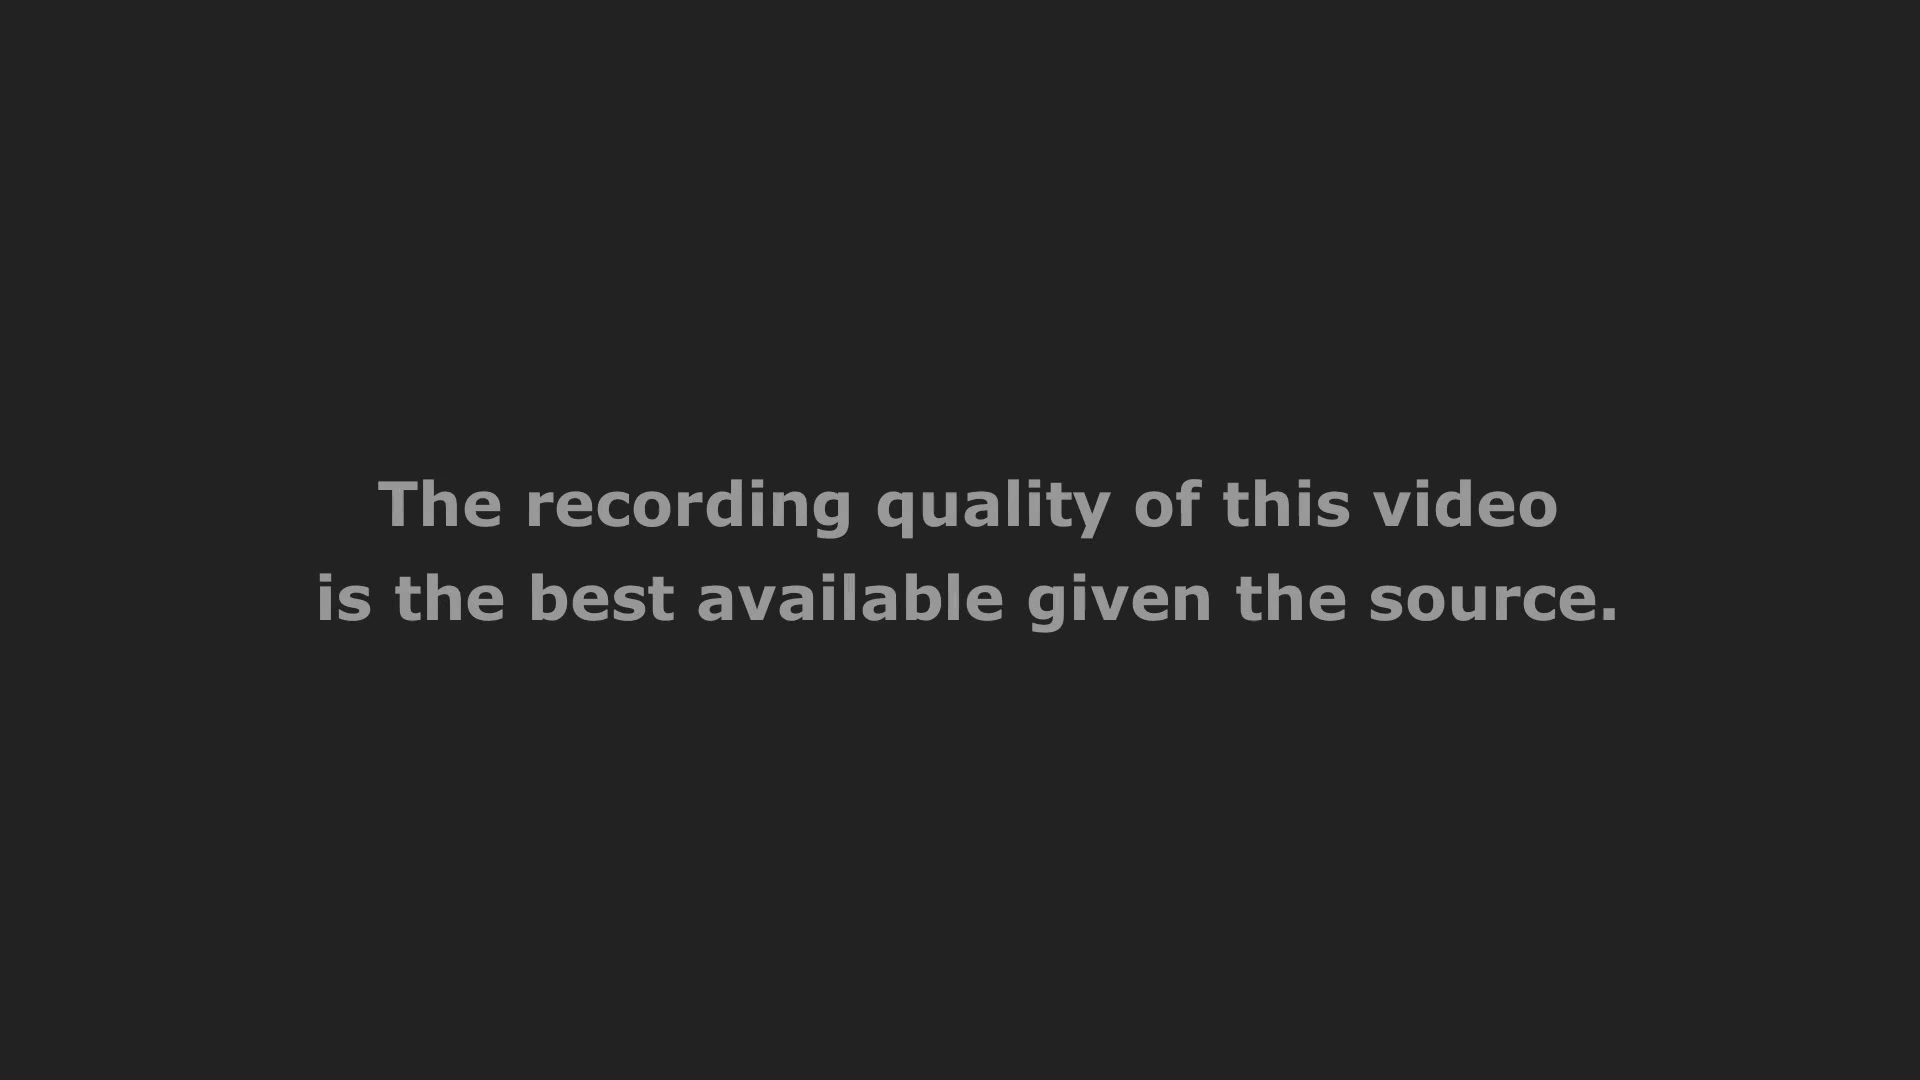 The recording quality of this video
is the best available given the source.